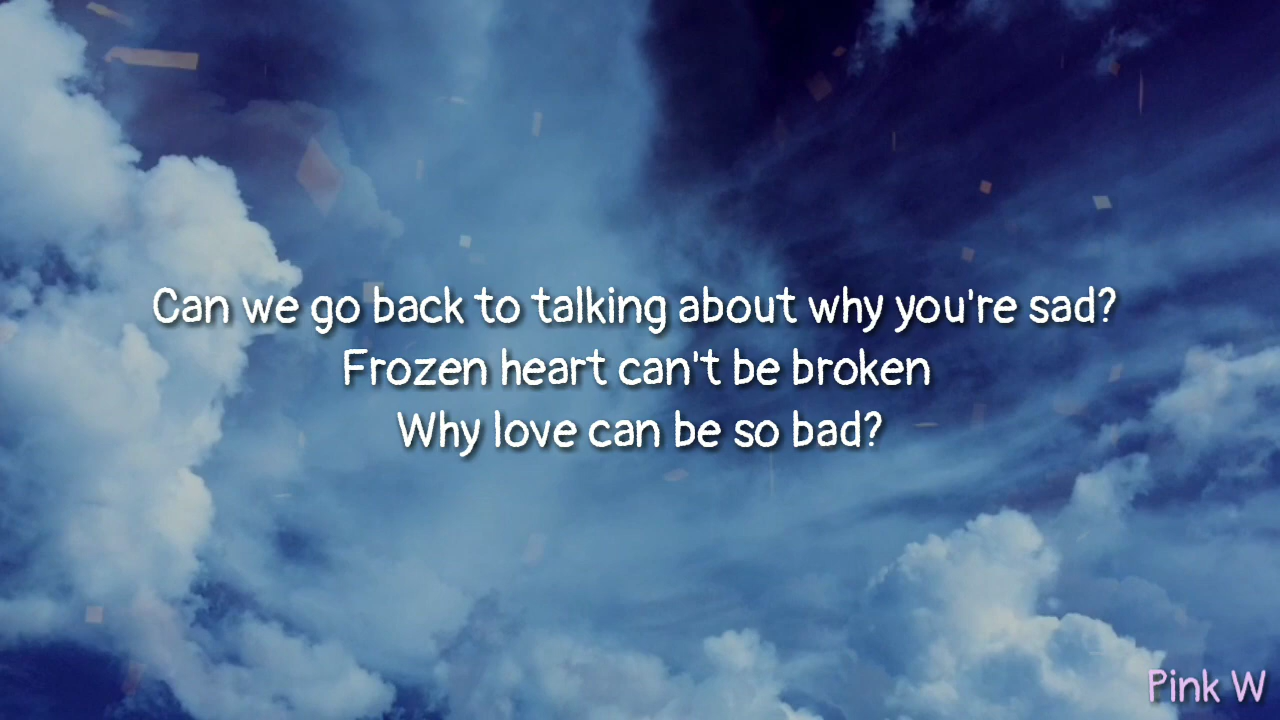 Can we go back to talking about why you're sad?
Frozen heart can't be broken
Why love can be so bad?
Pink W